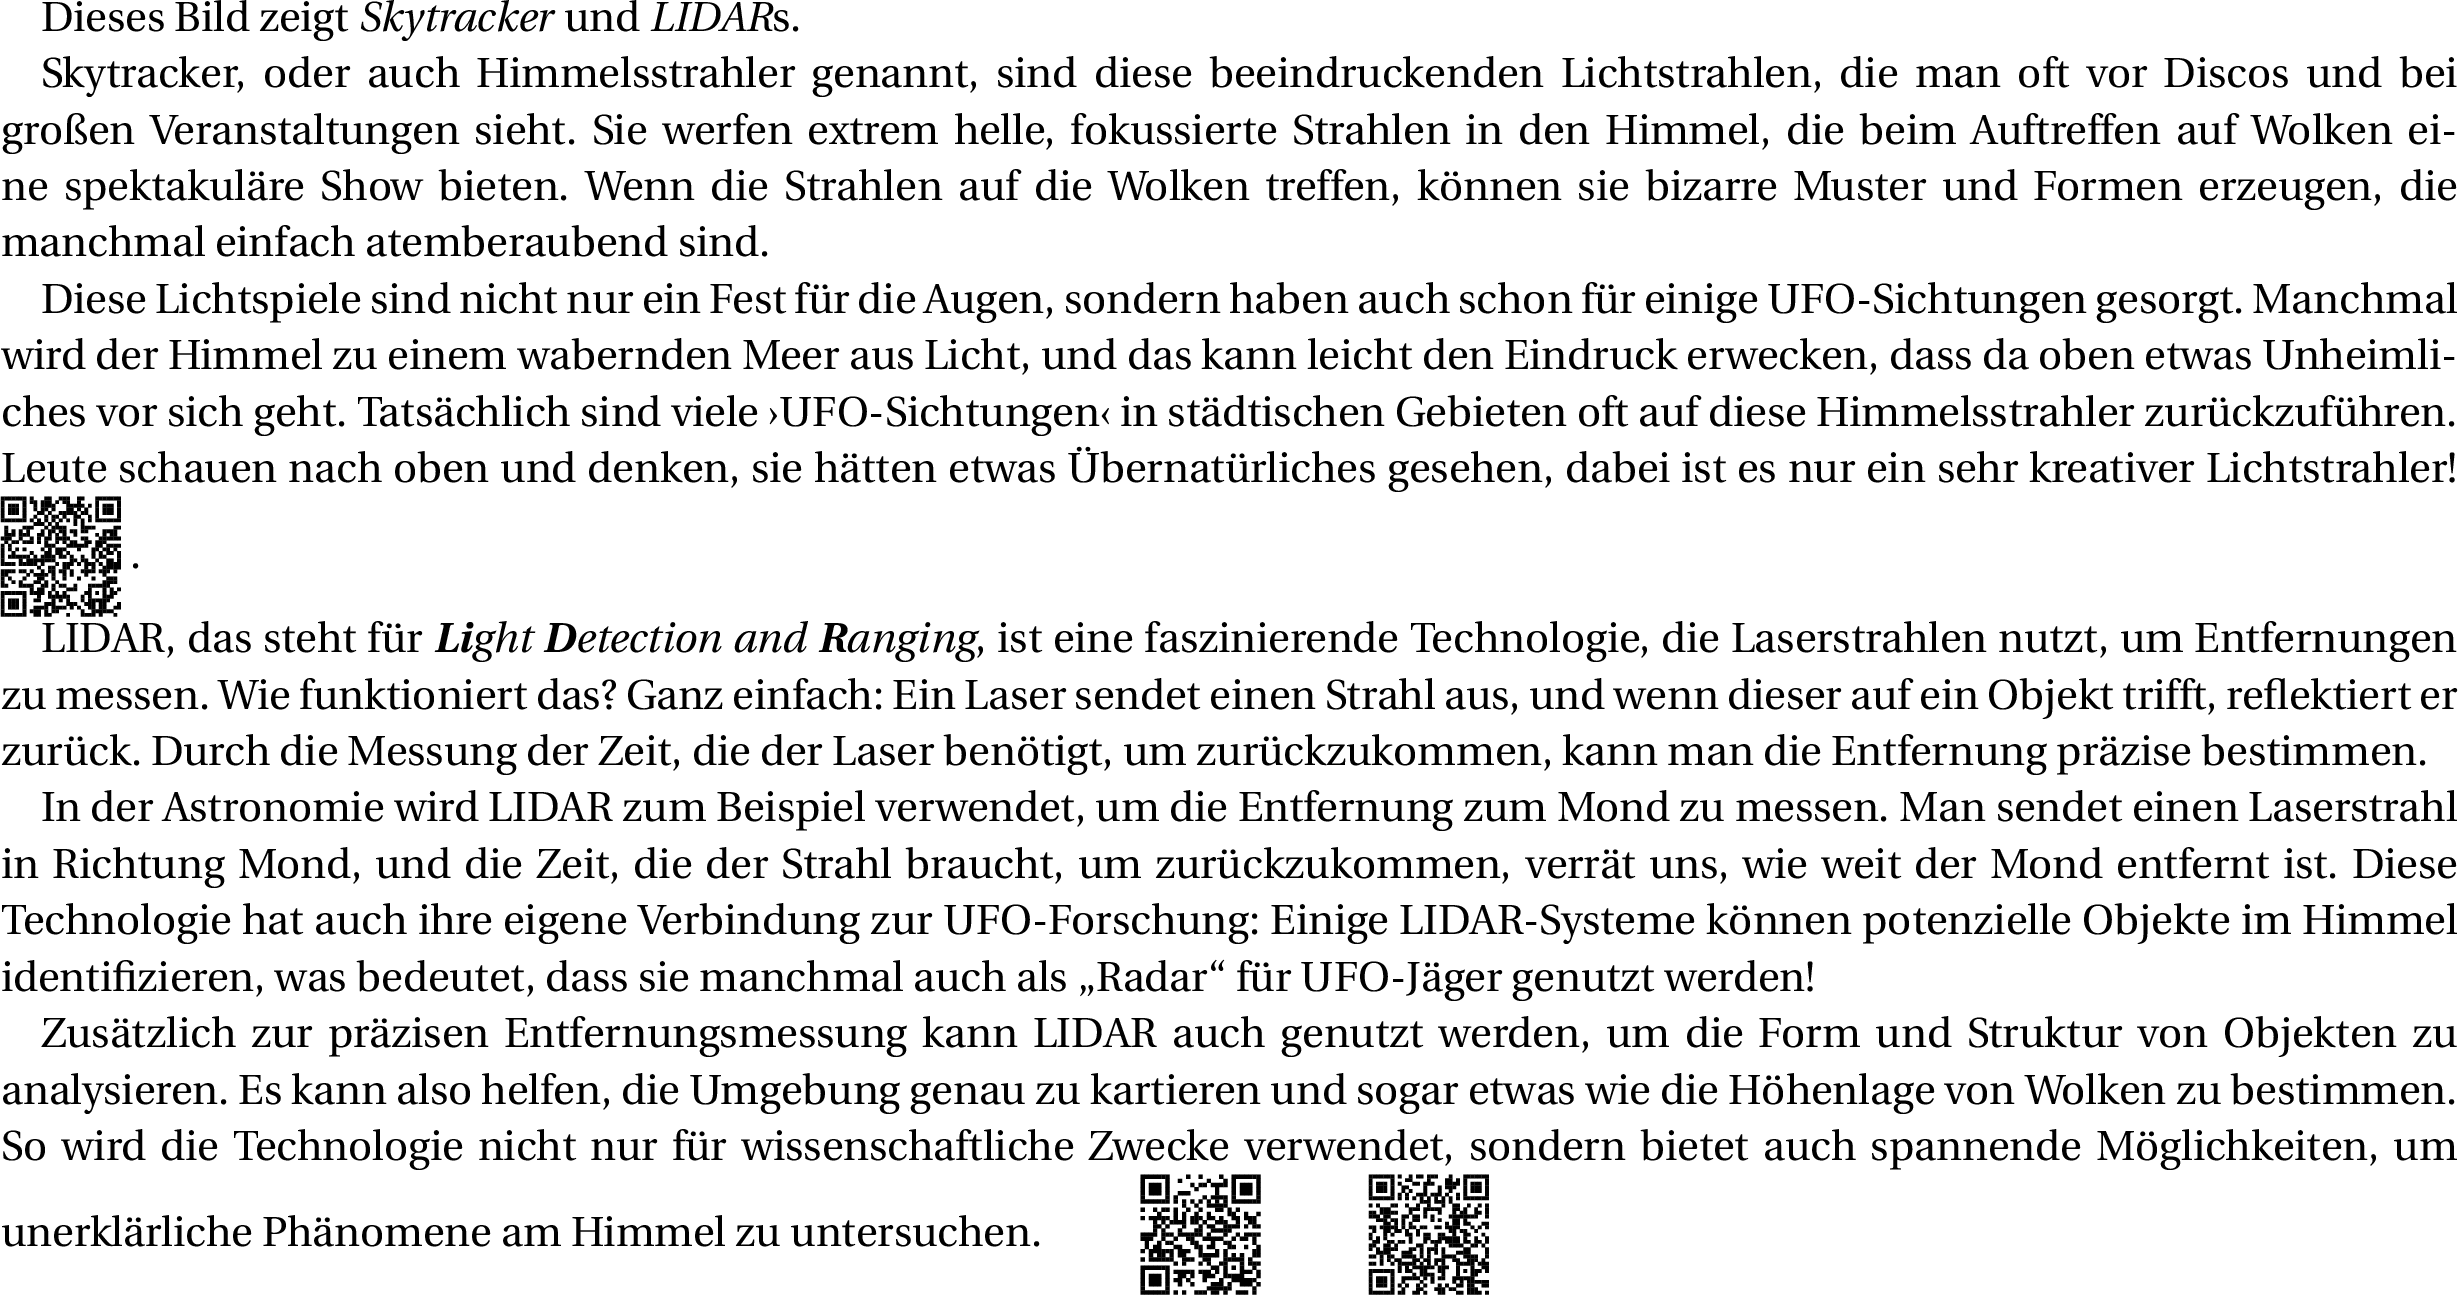 Dieses Bild zeigt Skytracker und LIDARs.
Skytracker, oder auch Himmelsstrahler genannt, sind diese beeindruckenden Lichtstrahlen, die man oft vor Discos und bei
großen Veranstaltungen sieht. Sie werfen extrem helle, fokussierte Strahlen in den Himmel, die beim Auftreffen auf Wolken ei-
ne spektakuläre Show bieten. Wenn die Strahlen auf die Wolken treffen, können sie bizarre Muster und Formen erzeugen, die
manchmal einfach atemberaubend sind.
Diese Lichtspiele sind nicht nur ein Fest für die Augen, sondern haben auch schon für einige UFO-Sichtungen gesorgt. Manchmal
wird der Himmel zu einem wabernden Meer aus Licht, und das kann leicht den Eindruck erwecken, dass da oben etwas Unheimli-
ches vor sich geht. Tatsächlich sind viele ›UFO-Sichtungen‹ in städtischen Gebieten oft auf diese Himmelsstrahler zurückzuführen.
Leute schauen nach oben und denken, sie hätten etwas Übernatürliches gesehen, dabei ist es nur ein sehr kreativer Lichtstrahler!
.
LIDAR, das steht für Light Detection and Ranging, ist eine faszinierende Technologie, die Laserstrahlen nutzt, um Entfernungen
zu messen. Wie funktioniert das? Ganz einfach: Ein Laser sendet einen Strahl aus, und wenn dieser auf ein Objekt trifft, reflektiert er
zurück. Durch die Messung der Zeit, die der Laser benötigt, um zurückzukommen, kann man die Entfernung präzise bestimmen.
In der Astronomie wird LIDAR zum Beispiel verwendet, um die Entfernung zum Mond zu messen. Man sendet einen Laserstrahl
in Richtung Mond, und die Zeit, die der Strahl braucht, um zurückzukommen, verrät uns, wie weit der Mond entfernt ist. Diese
Technologie hat auch ihre eigene Verbindung zur UFO-Forschung: Einige LIDAR-Systeme können potenzielle Objekte im Himmel
identifizieren, was bedeutet, dass sie manchmal auch als „Radar“ für UFO-Jäger genutzt werden!
Zusätzlich zur präzisen Entfernungsmessung kann LIDAR auch genutzt werden, um die Form und Struktur von Objekten zu
analysieren. Es kann also helfen, die Umgebung genau zu kartieren und sogar etwas wie die Höhenlage von Wolken zu bestimmen.
So wird die Technologie nicht nur für wissenschaftliche Zwecke verwendet, sondern bietet auch spannende Möglichkeiten, um
unerklärliche Phänomene am Himmel zu untersuchen.